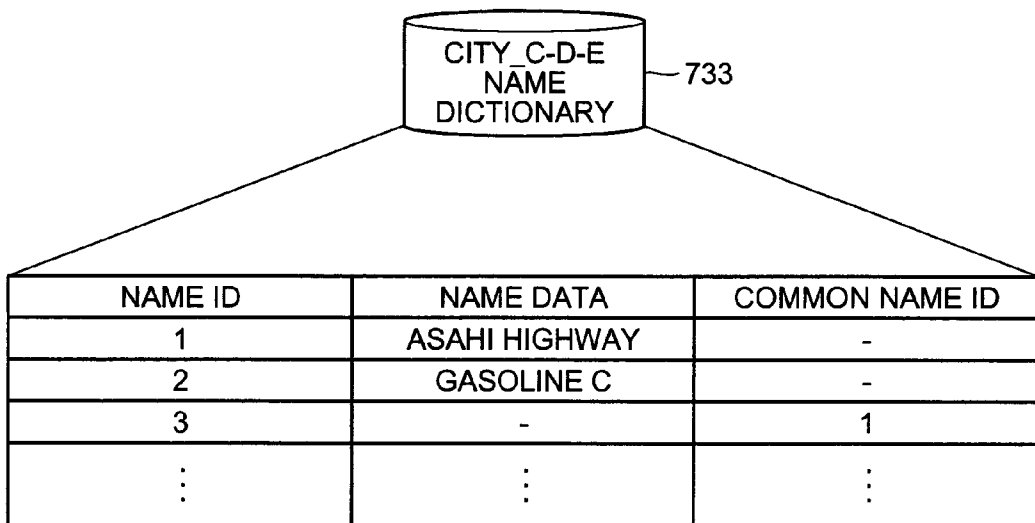 CITY_C-D-E
NAME
DICTIONARY
733
NAME ID NAME DATA COMMON NAME ID
1 ASAHI HIGHWAY -
2 GASOLINE C -
3 - 1
⋮ ⋮ ⋮